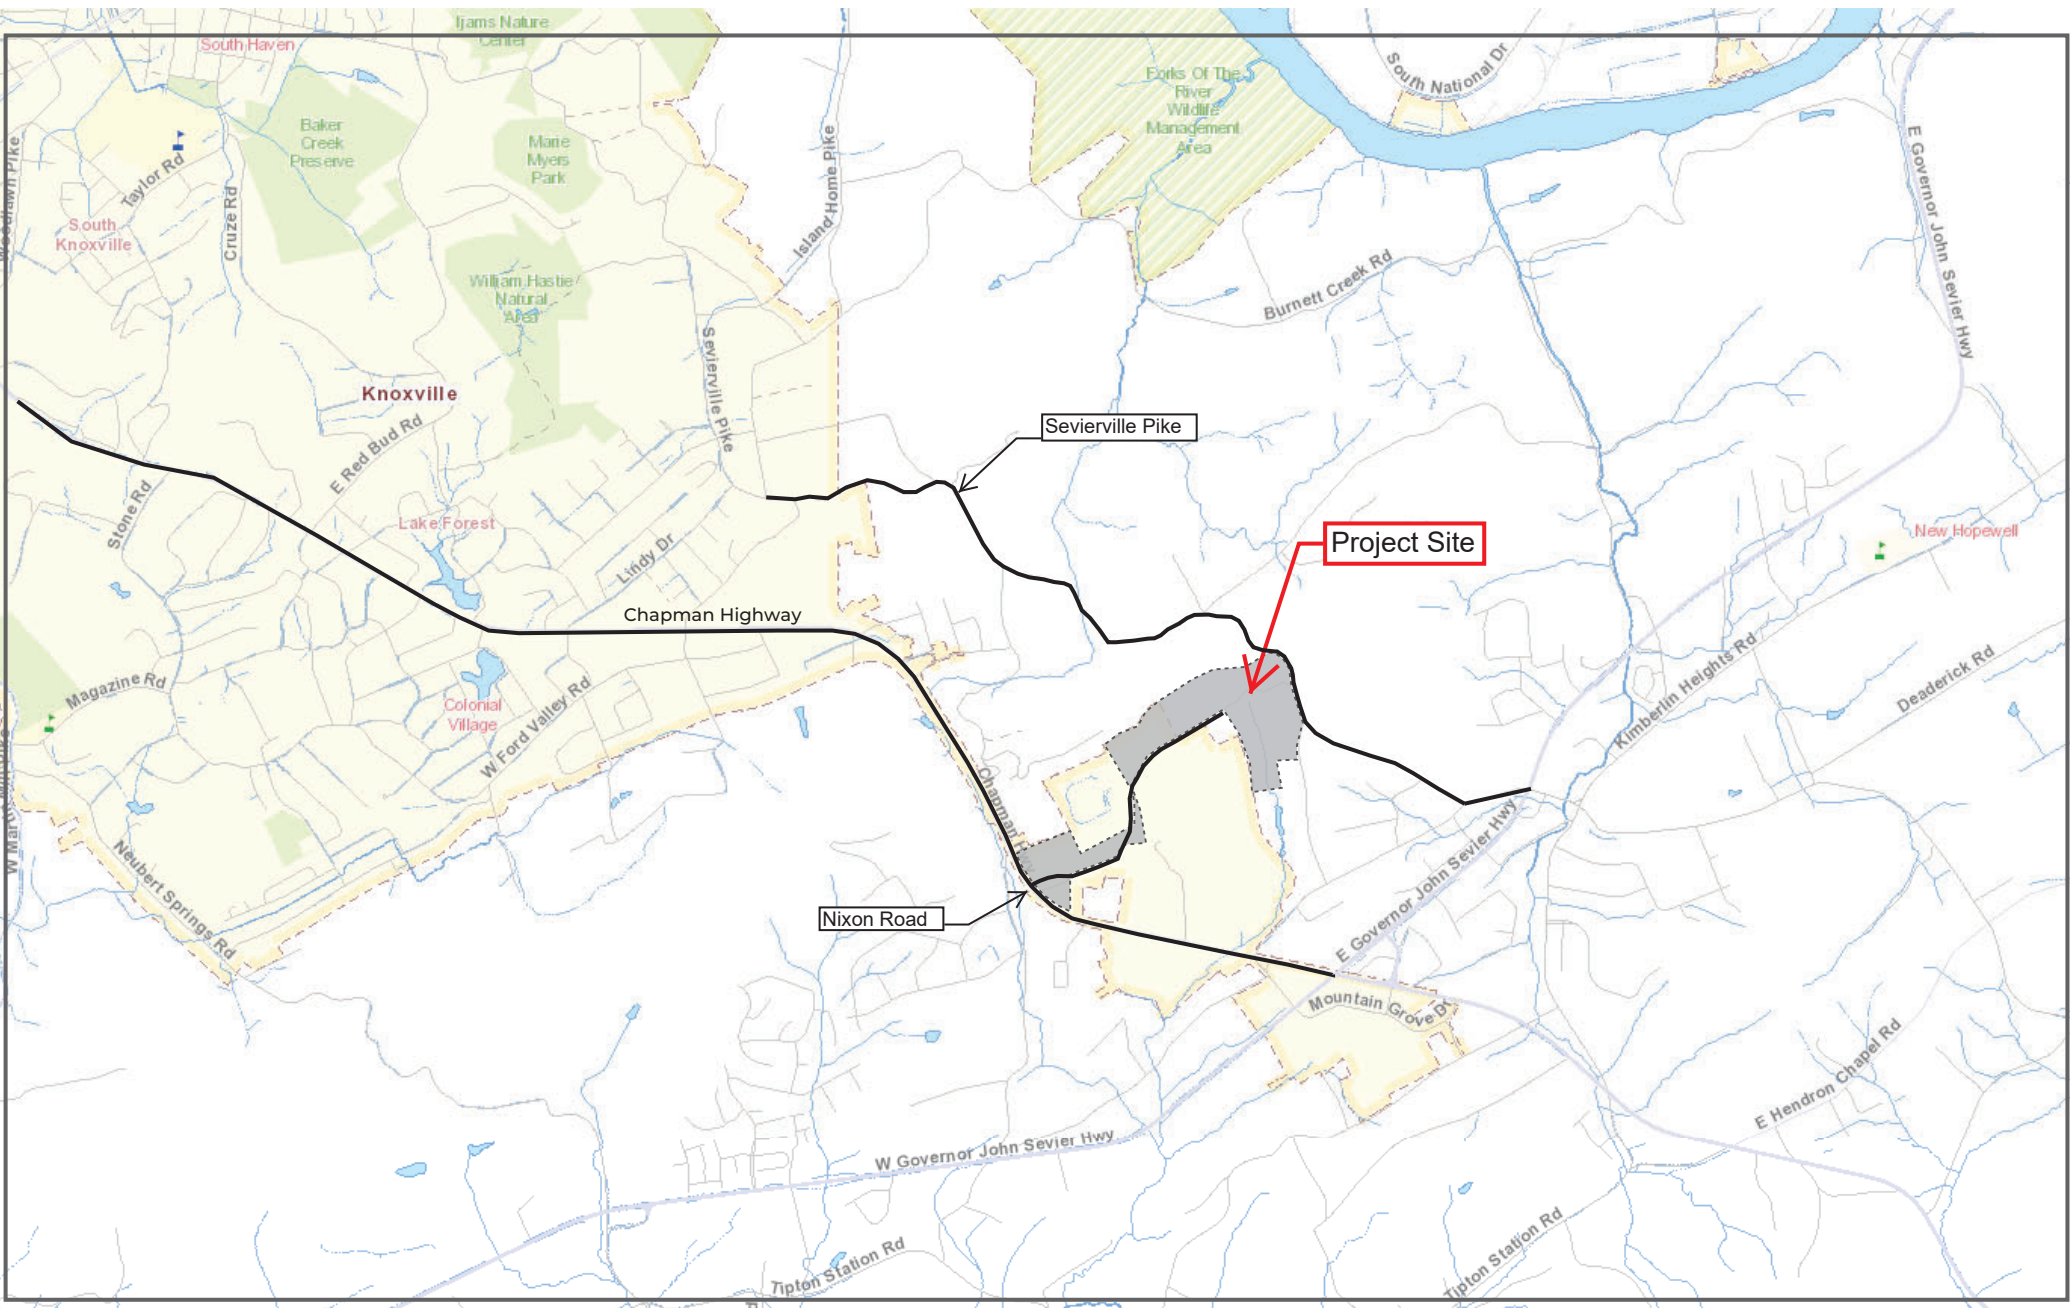 Ijams Nature
Center
South Haven
South National Dr
Forks Of The
River
Wildlife
Management
Area
Baker
Creek
Preserve
Marie
Myers
Park
Woodlawn Pike
Taylor Rd
Cruze Rd
Island Home Pike
E Governor John Sevier Hwy
South
Knoxville
William Hastie
Natural
Area
Burnett Creek Rd
Sevierville Pike
Knoxville
E Red Bud Rd
Sevierville Pike
Stone Rd
Lake Forest
Lindy Dr
Project Site
New Hopewell
Chapman Highway
Magazine Rd
Colonial
Village
W Ford Valley Rd
Kimberlin Heights Rd
Deaderick Rd
Chapman Hwy
Neubert Springs Rd
Nixon Road
E Governor John Sevier Hwy
Mountain Grove Dr
E Hendron Chapel Rd
W Governor John Sevier Hwy
Tipton Station Rd
Tipton Station Rd